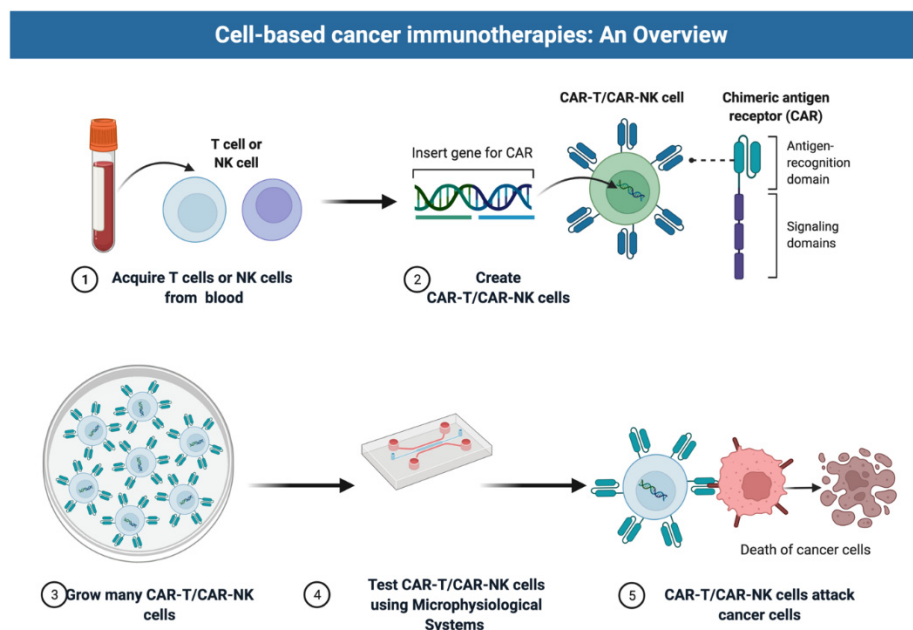 Cell-based cancer immunotherapies: An Overview
T cell or
NK cell
1
Acquire T cells or NK cells
from blood
Insert gene for CAR
CAR-T/CAR-NK cell
2
Create
CAR-T/CAR-NK cells
Chimeric antigen
receptor (CAR)
Antigen-
recognition
domain
Signaling
domains
3
Grow many CAR-T/CAR-NK
cells
4
Test CAR-T/CAR-NK cells
using Microphysiological
Systems
Death of cancer cells
5
CAR-T/CAR-NK cells attack
cancer cells